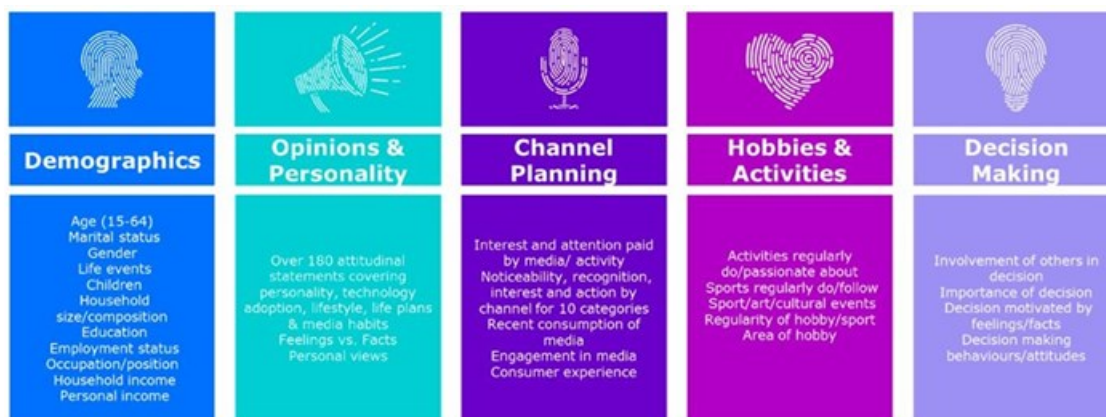 Demographics
Age (15-64)
Marital status
Gender
Life events
Children
Household
size/composition
Education
Employment status
Occupation/position
Household income
Personal income
Opinions &
Personality
Over 180 attitudinal
statements covering
personality, technology
adoption, lifestyle, life plans
& media habits
Feelings vs. Facts
Personal views
Channel
Planning
Interest and attention paid
by media/ activity
Noticeability, recognition,
interest and action by
channel for 10 categories
Recent consumption of
media
Engagement in media
Consumer experience
Hobbies &
Activities
Activities regularly
do/passionate about
Sports regularly do/follow
Sport/art/cultural events
Regularity of hobby/sport
Area of hobby
Decision
Making
Involvement of others in
decision
Importance of decision
Decision motivated by
feelings/facts
Decision making
behaviours/attitudes